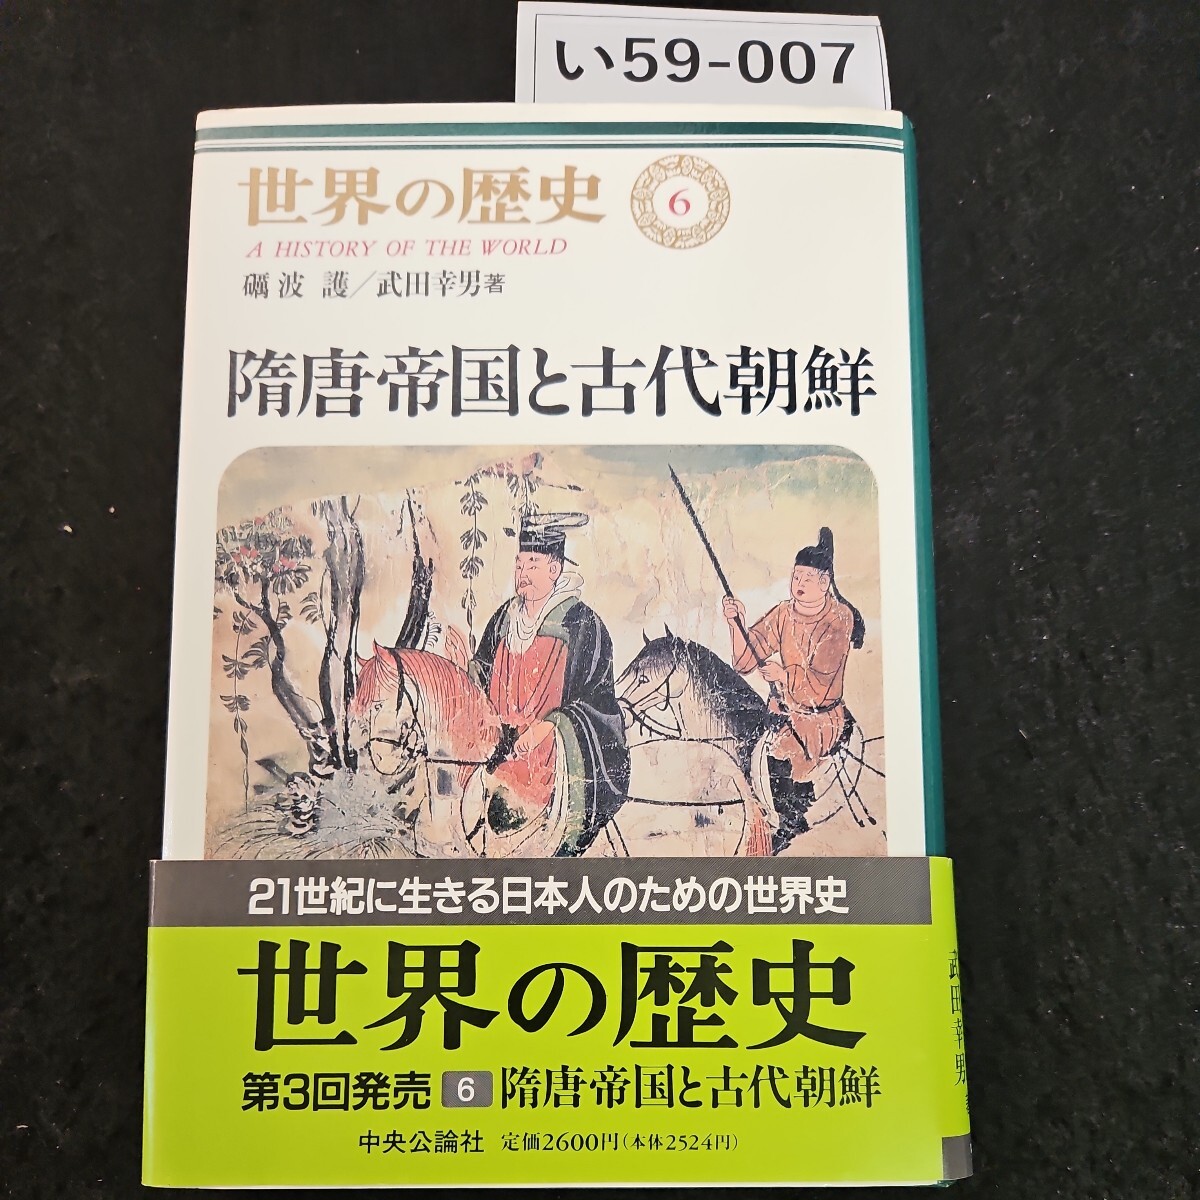 い59-007
世界の歴史 6
A HISTORY OF THE WORLD
礪波 護／武田幸男著
隋唐帝国と古代朝鮮
21世紀に生きる日本人のための世界史
世界の歴史
第3回発売 6 隋唐帝国と古代朝鮮
中央公論社 定価2600円(本体2524円)
武田幸男